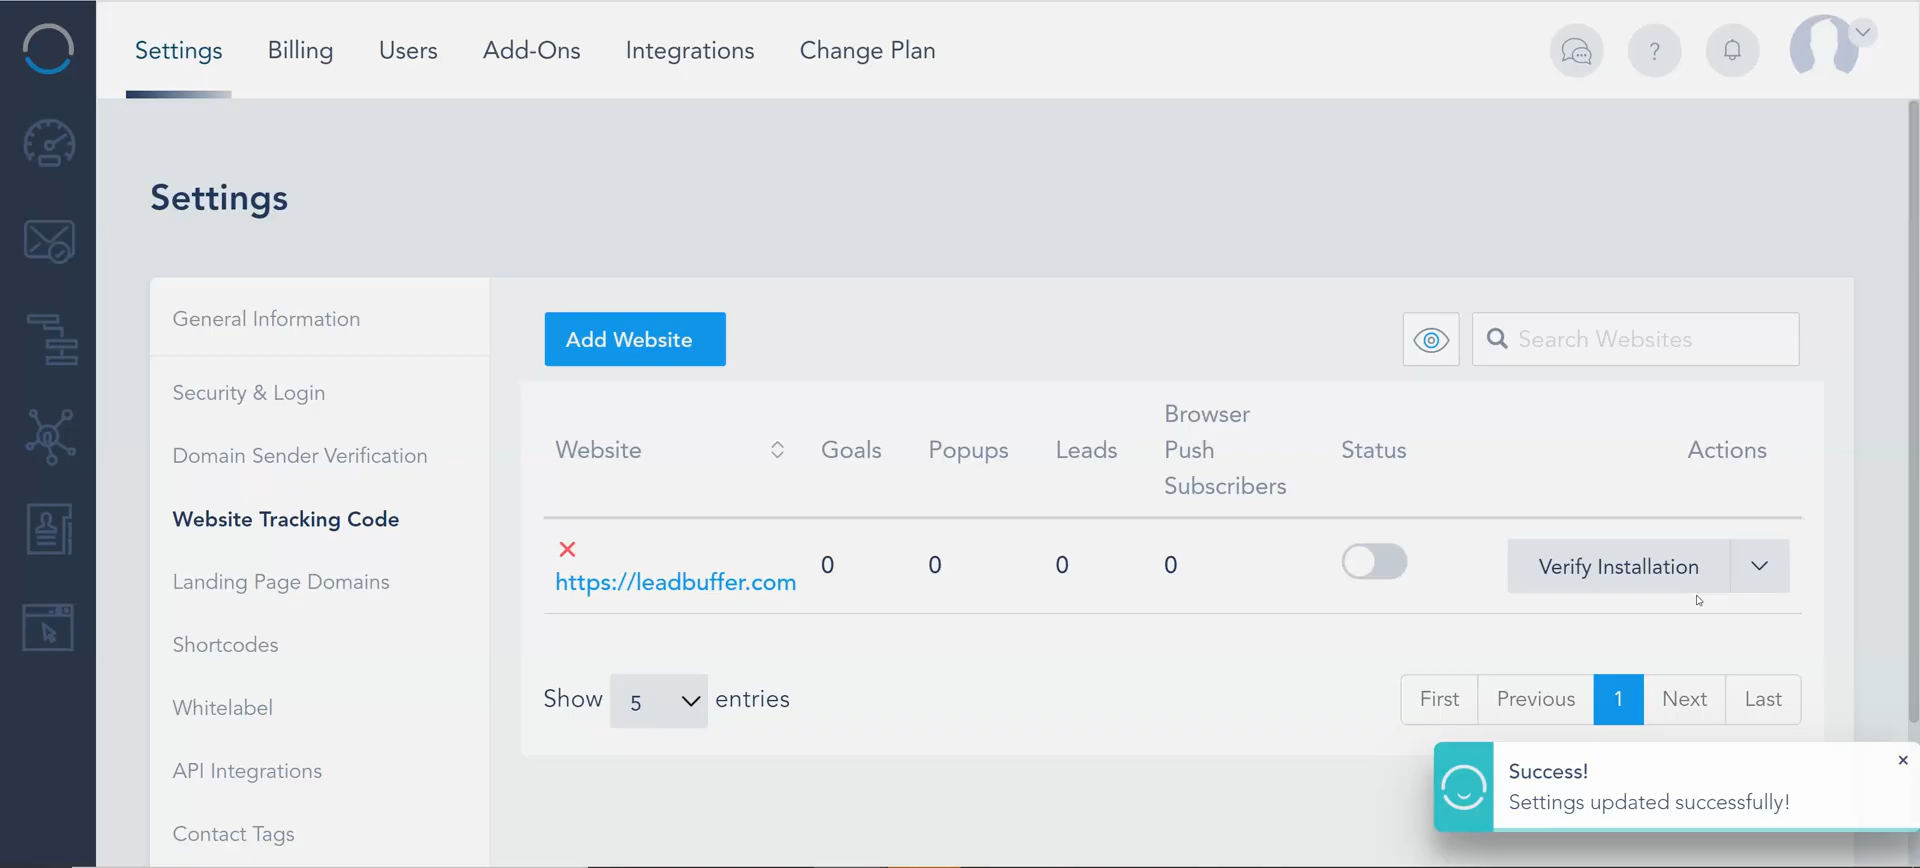 Settings Billing Users Add-Ons Integrations Change Plan
?
Settings
General Information
Security & Login
Domain Sender Verification
Website Tracking Code
Landing Page Domains
Shortcodes
Whitelabel
API Integrations
Contact Tags
Add Website
Search Websites
Website Goals Popups Leads Browser Push Subscribers Status Actions
https://leadbuffer.com 0 0 0 0 Verify Installation
Show 5 entries
First Previous 1 Next Last
Success!
Settings updated successfully!